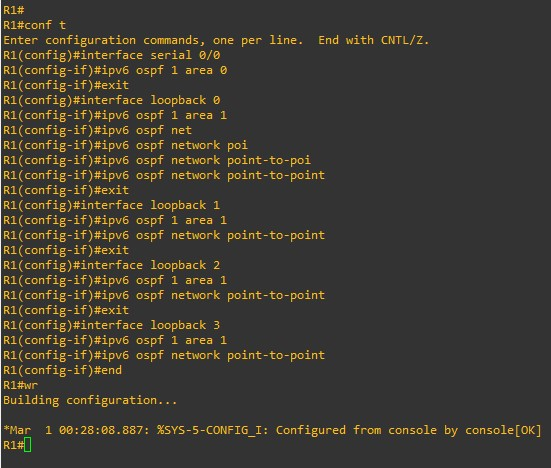 R1#
R1#conf t
Enter configuration commands, one per line.  End with CNTL/Z.
R1(config)#interface serial 0/0
R1(config-if)#ipv6 ospf 1 area 0
R1(config-if)#exit
R1(config)#interface loopback 0
R1(config-if)#ipv6 ospf 1 area 1
R1(config-if)#ipv6 ospf net
R1(config-if)#ipv6 ospf network poi
R1(config-if)#ipv6 ospf network point-to-poi
R1(config-if)#ipv6 ospf network point-to-point
R1(config-if)#exit
R1(config)#interface loopback 1
R1(config-if)#ipv6 ospf 1 area 1
R1(config-if)#ipv6 ospf network point-to-point
R1(config-if)#exit
R1(config)#interface loopback 2
R1(config-if)#ipv6 ospf 1 area 1
R1(config-if)#ipv6 ospf network point-to-point
R1(config-if)#exit
R1(config)#interface loopback 3
R1(config-if)#ipv6 ospf 1 area 1
R1(config-if)#ipv6 ospf network point-to-point
R1(config-if)#end
R1#wr
Building configuration...
*Mar  1 00:28:08.887: %SYS-5-CONFIG_I: Configured from console by console[OK]
R1#